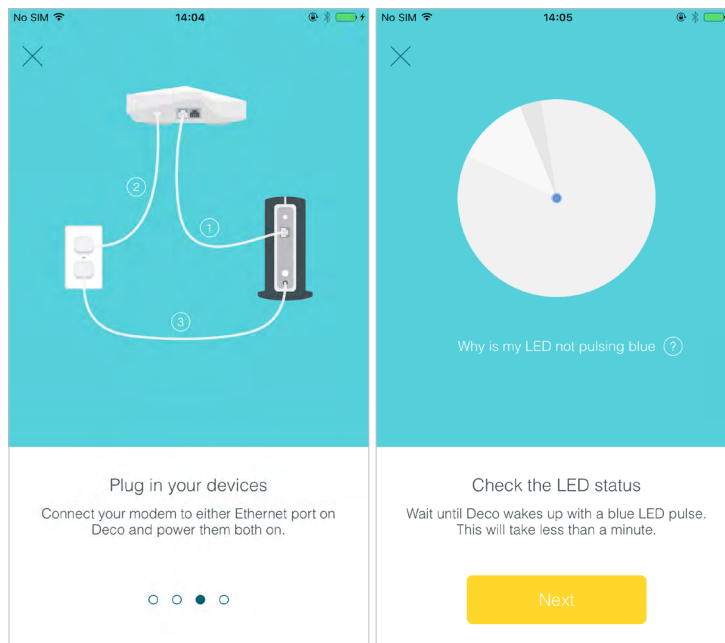 No SIM 14:04
2
1
3
Plug in your devices
Connect your modem to either Ethernet port on
Deco and power them both on.
No SIM 14:05
Why is my LED not pulsing blue ?
Check the LED status
Wait until Deco wakes up with a blue LED pulse.
This will take less than a minute.
Next